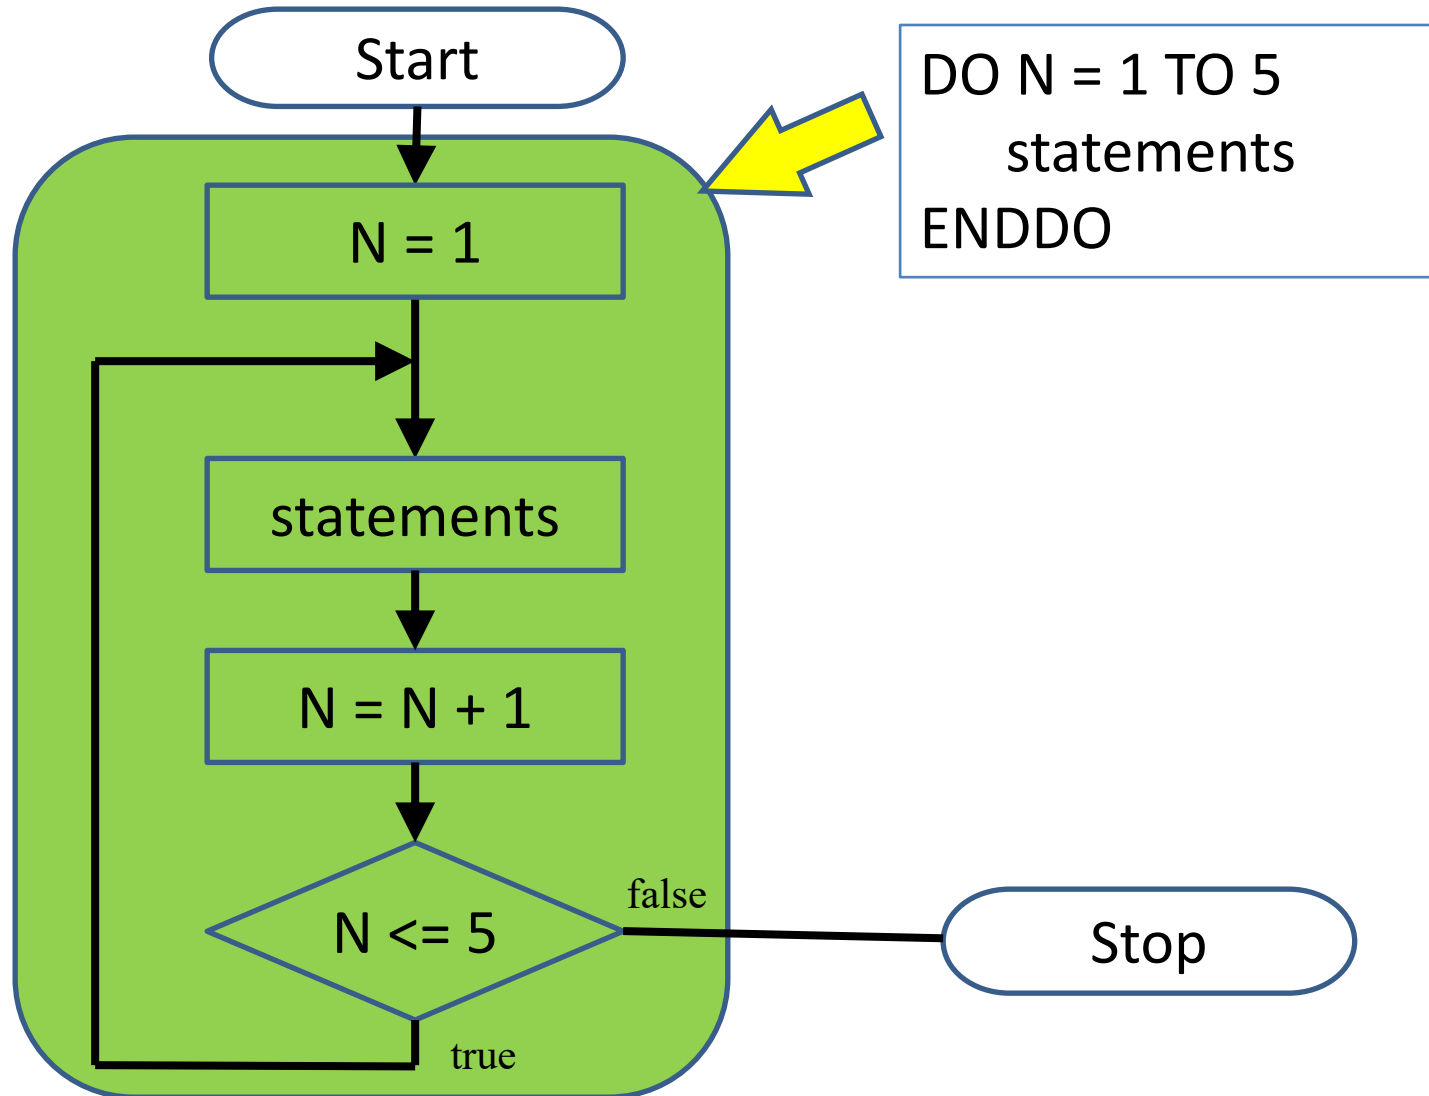 Start
DO N = 1 TO 5
statements
ENDDO
N = 1
statements
N = N + 1
N <= 5
false
Stop
true